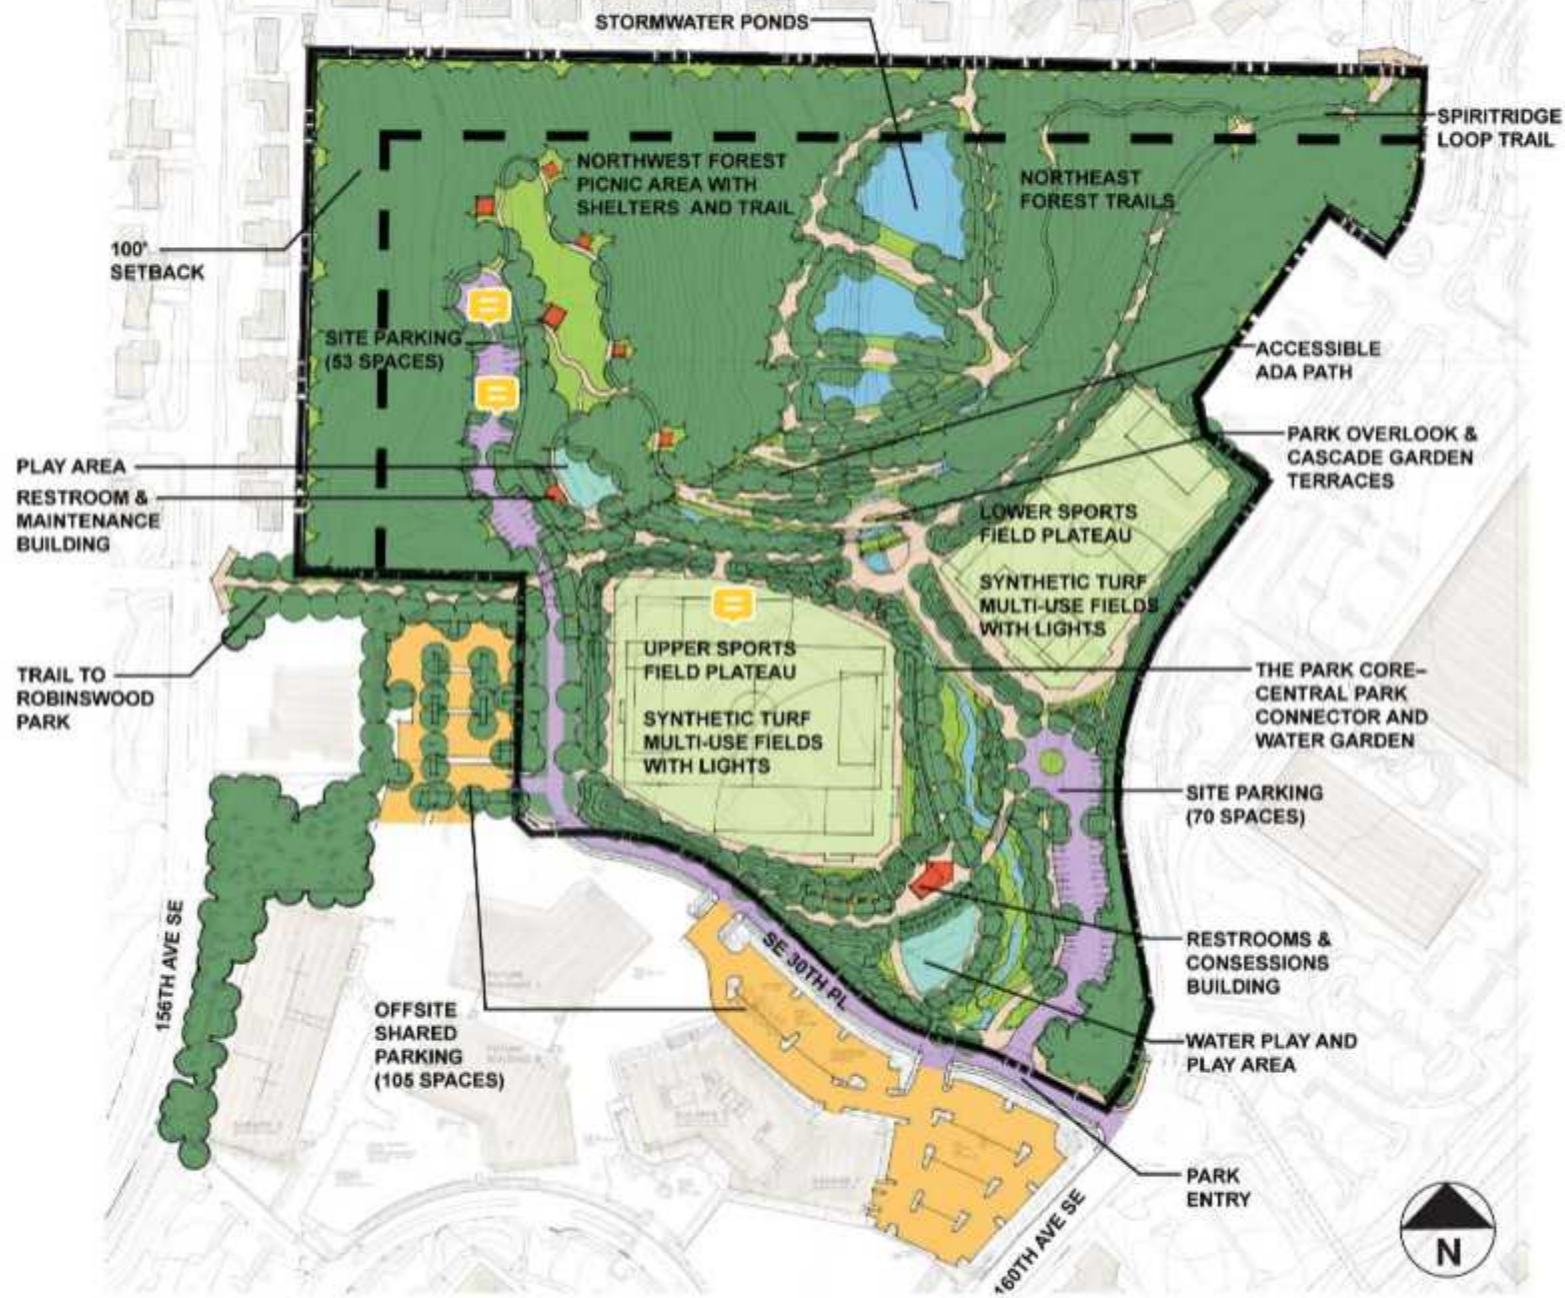 STORMWATER PONDS
SPIRITRIDGE
LOOP TRAIL
NORTHWEST FOREST
PICNIC AREA WITH
SHELTERS AND TRAIL
NORTHEAST
FOREST TRAILS
100'
SETBACK
SITE PARKING
(53 SPACES)
ACCESSIBLE
ADA PATH
PARK OVERLOOK &
CASCADE GARDEN
TERRACES
PLAY AREA
RESTROOM &
MAINTENANCE
BUILDING
LOWER SPORTS
FIELD PLATEAU
SYNTHETIC TURF
MULTI-USE FIELDS
WITH LIGHTS
UPPER SPORTS
FIELD PLATEAU
SYNTHETIC TURF
MULTI-USE FIELDS
WITH LIGHTS
TRAIL TO
ROBINSWOOD
PARK
THE PARK CORE–
CENTRAL PARK
CONNECTOR AND
WATER GARDEN
SITE PARKING
(70 SPACES)
156TH AVE SE
SE 30TH PL
RESTROOMS &
CONSESSIONS
BUILDING
OFFSITE
SHARED
PARKING
(105 SPACES)
WATER PLAY AND
PLAY AREA
PARK
ENTRY
160TH AVE SE
N